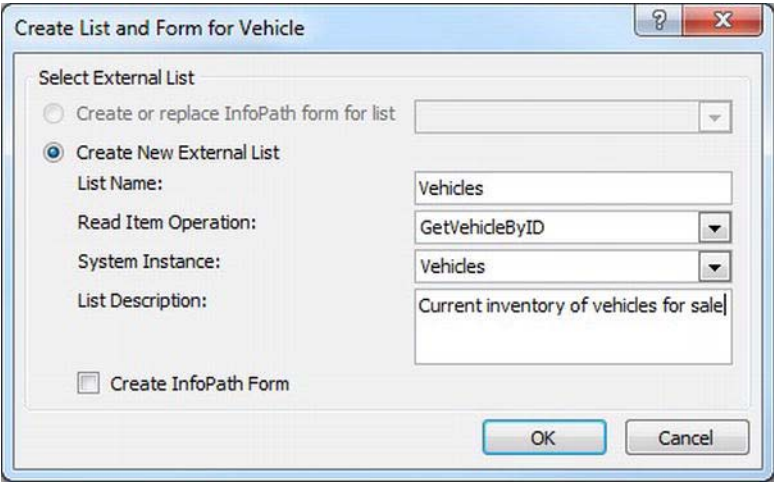 Create List and Form for Vehicle
Select External List
Create or replace InfoPath form for list
Create New External List
List Name: Vehicles
Read Item Operation: GetVehicleByID
System Instance: Vehicles
List Description: Current inventory of vehicles for sale
Create InfoPath Form
OK Cancel